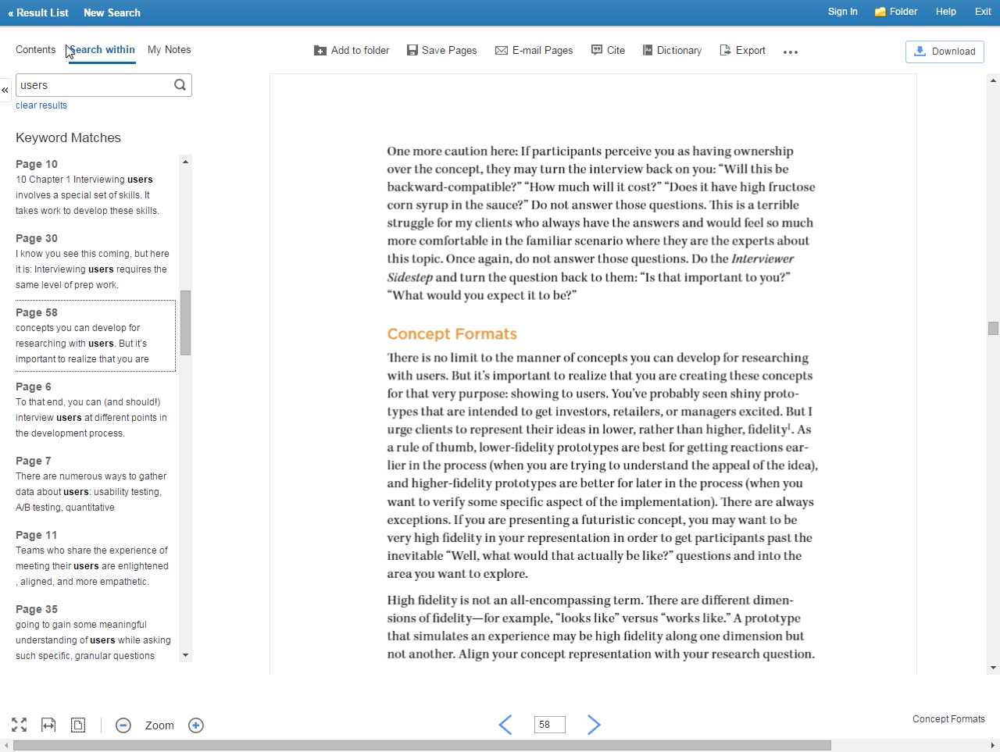 « Result List
New Search
Sign In
Folder
Help
Exit
Contents
Search within
My Notes
Add to folder
Save Pages
E-mail Pages
Cite
Dictionary
Export
Download
«
users
clear results
Keyword Matches
Page 10
10 Chapter 1 Interviewing users
involves a special set of skills. It
takes work to develop these skills.
Page 30
I know you see this coming, but here
it is: Interviewing users requires the
same level of prep work.
Page 58
concepts you can develop for
researching with users. But it's
important to realize that you are
Page 6
To that end, you can (and should!)
interview users at different points in
the development process.
Page 7
There are numerous ways to gather
data about users: usability testing,
A/B testing, quantitative
Page 11
Teams who share the experience of
meeting their users are enlightened
, aligned, and more empathetic.
Page 35
going to gain some meaningful
understanding of users while asking
such specific, granular questions
One more caution here: If participants perceive you as having ownership
over the concept, they may turn the interview back on you: “Will this be
backward-compatible?” “How much will it cost?” “Does it have high fructose
corn syrup in the sauce?” Do not answer those questions. This is a terrible
struggle for my clients who always have the answers and would feel so much
more comfortable in the familiar scenario where they are the experts about
this topic. Once again, do not answer those questions. Do the Interviewer
Sidestep and turn the question back to them: “Is that important to you?”
“What would you expect it to be?”
Concept Formats
There is no limit to the manner of concepts you can develop for researching
with users. But it’s important to realize that you are creating these concepts
for that very purpose: showing to users. You’ve probably seen shiny proto-
types that are intended to get investors, retailers, or managers excited. But I
urge clients to represent their ideas in lower, rather than higher, fidelity¹. As
a rule of thumb, lower-fidelity prototypes are best for getting reactions ear-
lier in the process (when you are trying to understand the appeal of the idea),
and higher-fidelity prototypes are better for later in the process (when you
want to verify some specific aspect of the implementation). There are always
exceptions. If you are presenting a futuristic concept, you may want to be
very high fidelity in your representation in order to get participants past the
inevitable “Well, what would that actually be like?” questions and into the
area you want to explore.
High fidelity is not an all-encompassing term. There are different dimen-
sions of fidelity—for example, “looks like” versus “works like.” A prototype
that simulates an experience may be high fidelity along one dimension but
not another. Align your concept representation with your research question.
Zoom
58
Concept Formats